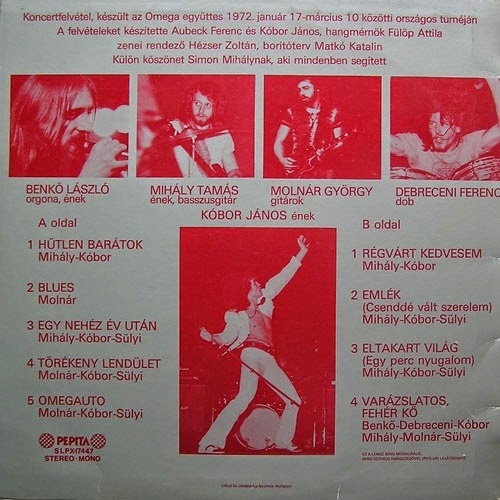 Koncertfelvétel, készült az Omega együttes 1972. január 17-március 10 közötti országos turnéján
A felvételeket készítette Aubeck Ferenc és Kóbor János, hangmérnök Fülöp Attila
zenei rendező Hézser Zoltán, borítóterv Matkó Katalin
Külön köszönet Simon Mihálynak, aki mindenben segített
BENKŐ LÁSZLÓ
orgona, ének
MIHÁLY TAMÁS
ének, basszusgitár
MOLNÁR GYÖRGY
gitárok
DEBRECENI FERENC
dob
KÓBOR JÁNOS ének
A oldal
1 HŰTLEN BARÁTOK
Mihály-Kóbor
2 BLUES
Molnár
3 EGY NEHÉZ ÉV UTÁN
Mihály-Kóbor-Sülyi
4 TÖRÉKENY LENDÜLET
Molnár-Kóbor-Sülyi
5 OMEGAUTO
Molnár-Kóbor-Sülyi
B oldal
1 RÉGVÁRT KEDVESEM
Mihály-Kóbor
2 EMLÉK
(Csenddé vált szerelem)
Mihály-Kóbor-Sülyi
3 ELTAKART VILÁG
(Egy perc nyugalom)
Mihály-Kóbor-Sülyi
4 VARÁZSLATOS,
FEHÉR KŐ
Benkő-Debreceni-Kóbor
Mihály-Molnár-Sülyi
PEPITA
SLPX-17447
STEREO-MONO